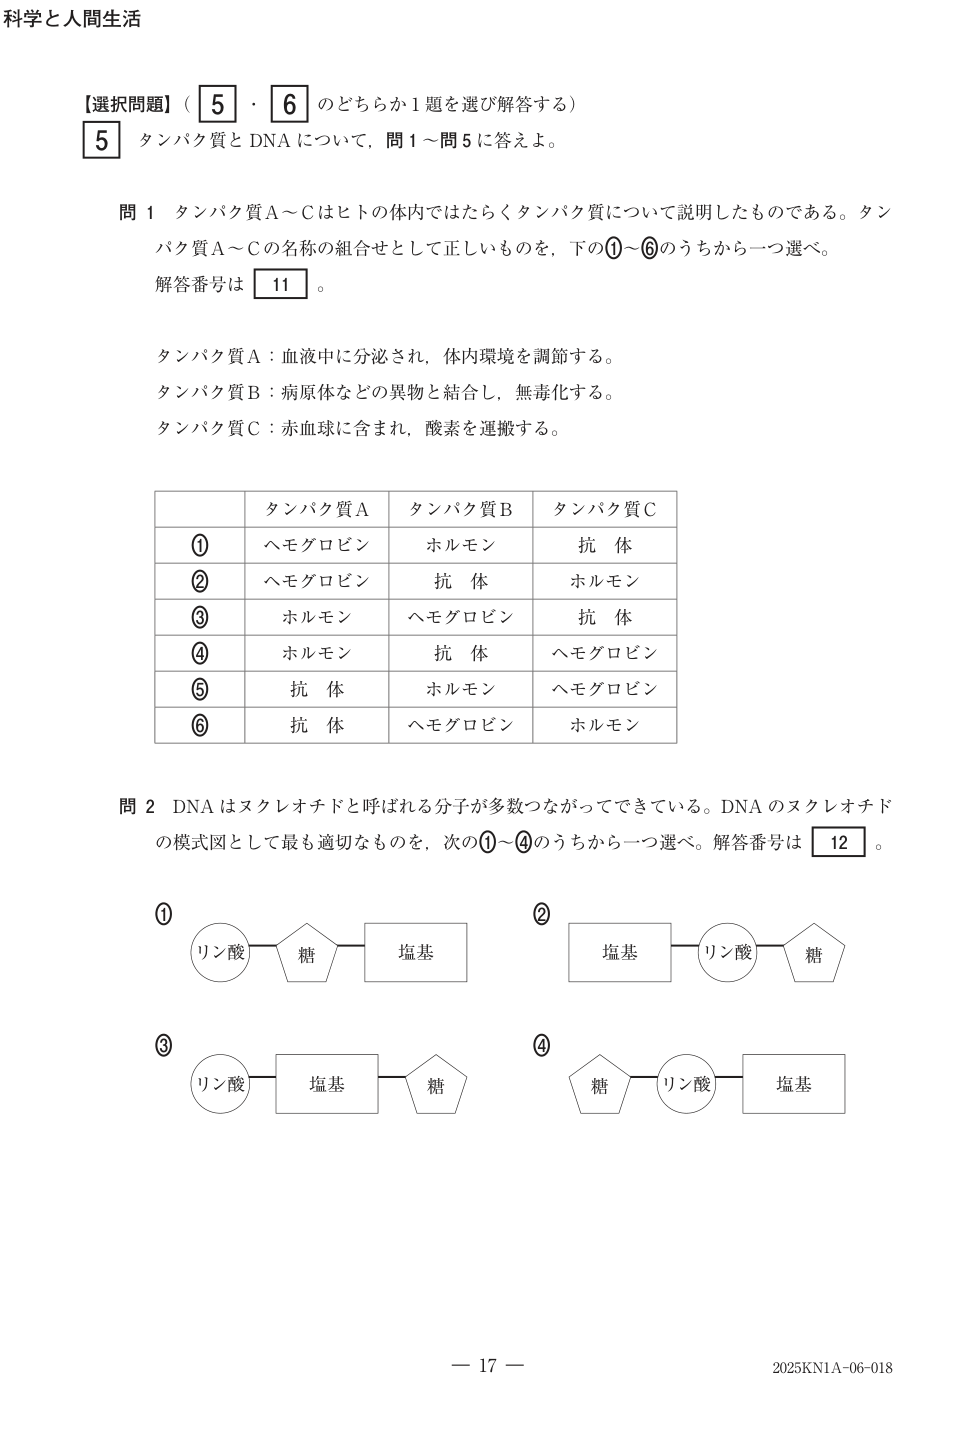 科学と人間生活
【選択問題】（ 5 ・ 6 のどちらか１題を選び解答する）
5 タンパク質と DNA について，問 1 〜問 5 に答えよ。
問 1 タンパク質Ａ〜Ｃはヒトの体内ではたらくタンパク質について説明したものである。タン
パク質Ａ〜Ｃの名称の組合せとして正しいものを，下の①〜⑥のうちから一つ選べ。
解答番号は 11 。
タンパク質Ａ：血液中に分泌され，体内環境を調節する。
タンパク質Ｂ：病原体などの異物と結合し，無毒化する。
タンパク質Ｃ：赤血球に含まれ，酸素を運搬する。
タンパク質Ａ タンパク質Ｂ タンパク質Ｃ
① ヘモグロビン ホルモン 抗 体
② ヘモグロビン 抗 体 ホルモン
③ ホルモン ヘモグロビン 抗 体
④ ホルモン 抗 体 ヘモグロビン
⑤ 抗 体 ホルモン ヘモグロビン
⑥ 抗 体 ヘモグロビン ホルモン
問 2 DNA はヌクレオチドと呼ばれる分子が多数つながってできている。DNA のヌクレオチド
の模式図として最も適切なものを，次の①〜④のうちから一つ選べ。解答番号は 12 。
① リン酸 糖 塩基
② 塩基 リン酸 糖
③ リン酸 塩基 糖
④ 糖 リン酸 塩基
— 17 —
2025KN1A-06-018